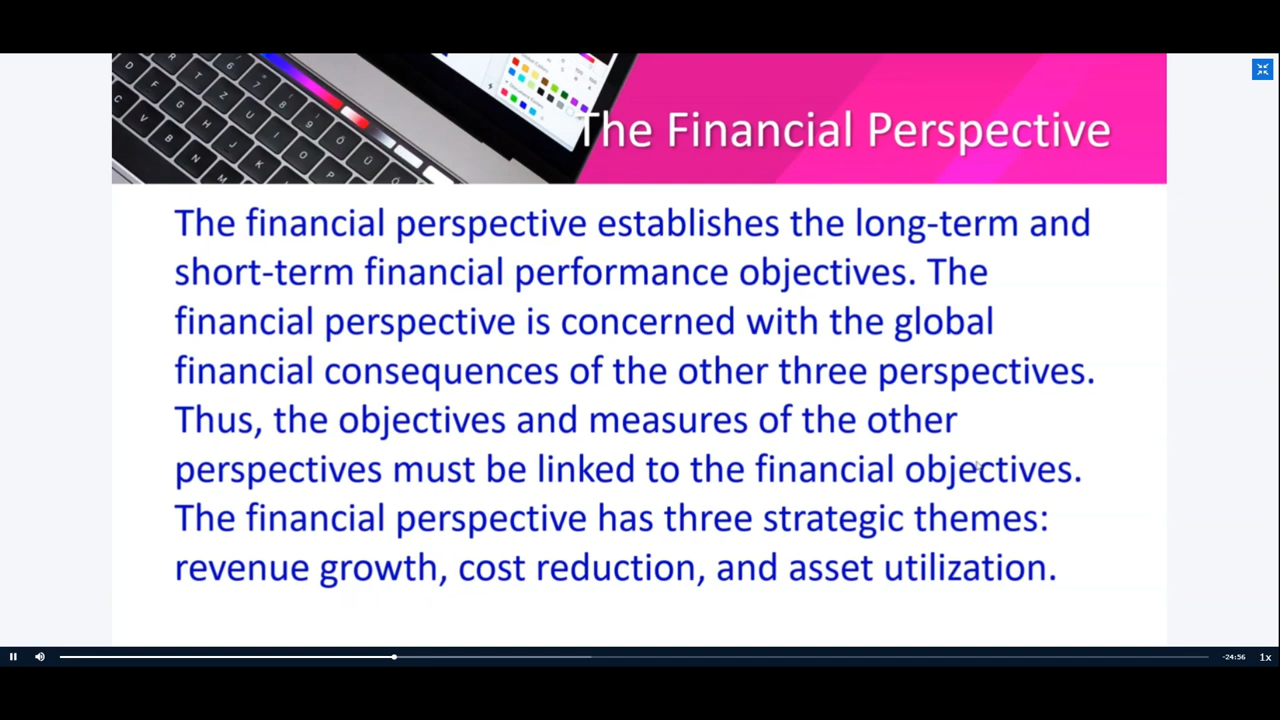 The Financial Perspective
The financial perspective establishes the long-term and
short-term financial performance objectives. The
financial perspective is concerned with the global
financial consequences of the other three perspectives.
Thus, the objectives and measures of the other
perspectives must be linked to the financial objectives.
The financial perspective has three strategic themes:
revenue growth, cost reduction, and asset utilization.
-24:56 1x